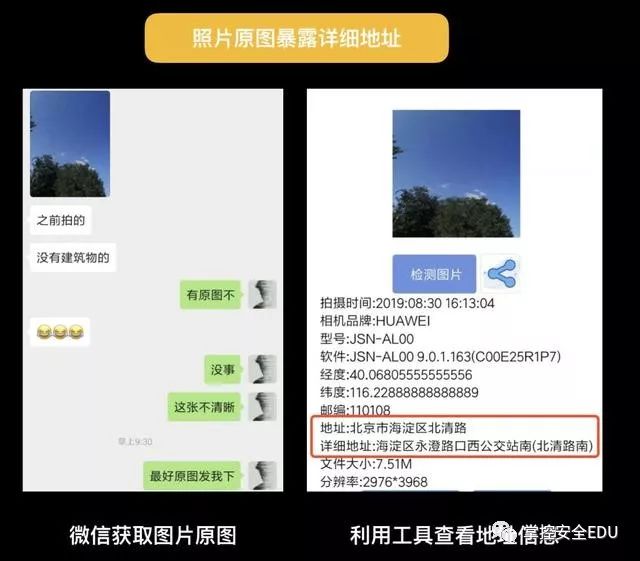 照片原图暴露详细地址
之前拍的
没有建筑物的
有原图不
没事
这张不清晰
早上9:30
最好原图发我下
微信获取图片原图
检测图片
拍摄时间:2019:08:30 16:13:04
相机品牌:HUAWEI
型号:JSN-AL00
软件:JSN-AL00 9.0.1.163(C00E25R1P7)
经度:40.06805555555556
纬度:116.22888888888889
邮编:110108
地址:北京市海淀区北清路
详细地址:海淀区永澄路口西公交站南(北清路南)
文件大小:7.51M
分辨率:2976*3968
利用工具查看地址信息
掌控安全EDU